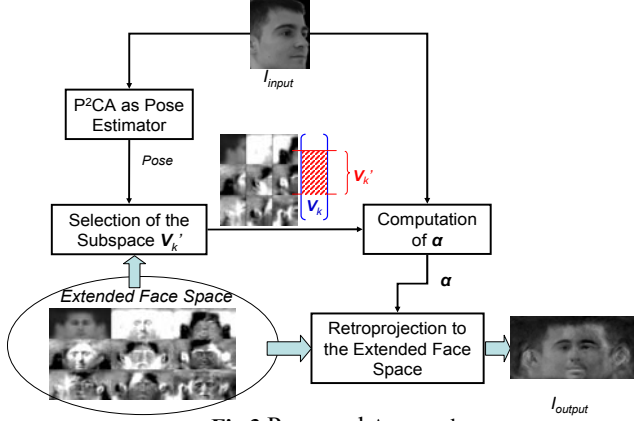 I_input
P²CA as Pose
Estimator
Pose
V_k'
V_k
Selection of the
Subspace V_k'
Computation
of α
α
Extended Face Space
Retroprojection to
the Extended Face
Space
I_output